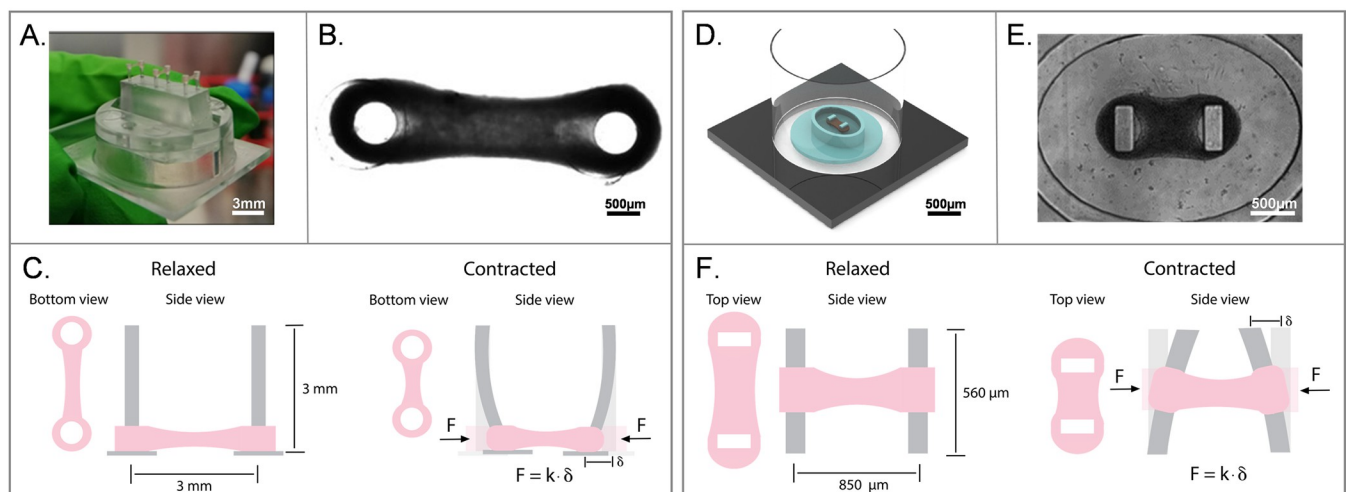 A.
3mm
B.
500µm
C.
Relaxed
Contracted
Bottom view
Side view
Bottom view
Side view
3 mm
3 mm
F
F
δ
F = k· δ
D.
500µm
E.
500µm
F.
Relaxed
Contracted
Top view
Side view
Top view
Side view
δ
F
F
560 µm
850 µm
F = k· δ